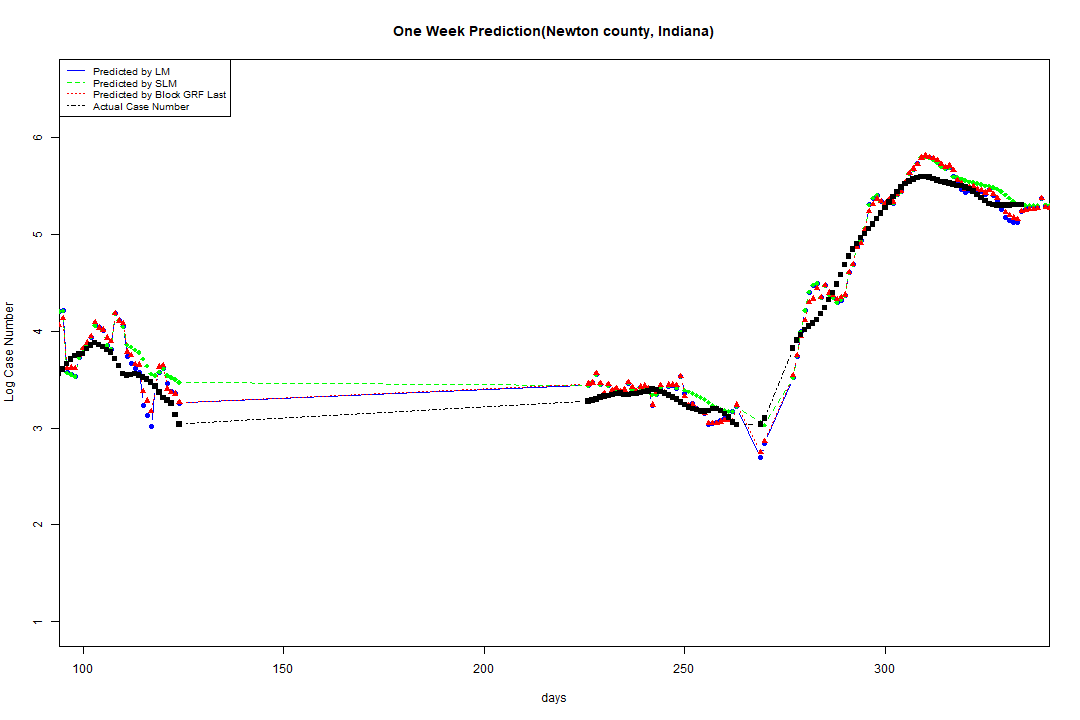 One Week Prediction(Newton county, Indiana)
Predicted by LM
Predicted by SLM
Predicted by Block GRF Last
Actual Case Number
6
5
4
3
2
1
Log Case Number
100 150 200 250 300
days